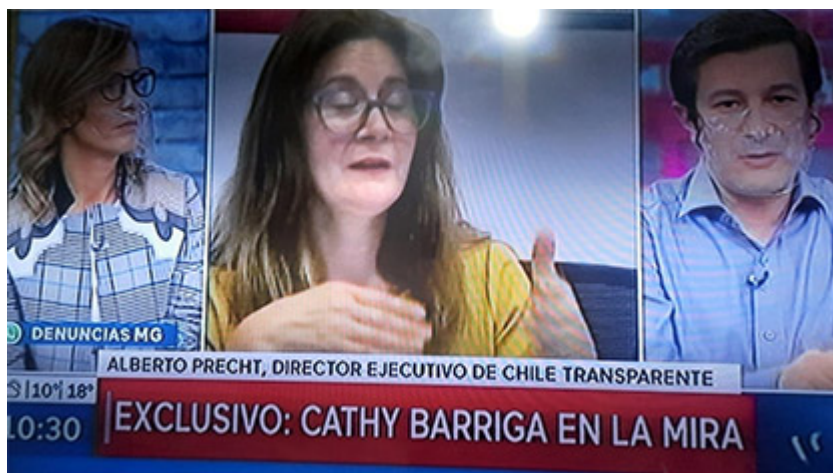 DENUNCIAS MG
ALBERTO PRECHT, DIRECTOR EJECUTIVO DE CHILE TRANSPARENTE
10° 18°
10:30
EXCLUSIVO: CATHY BARRIGA EN LA MIRA